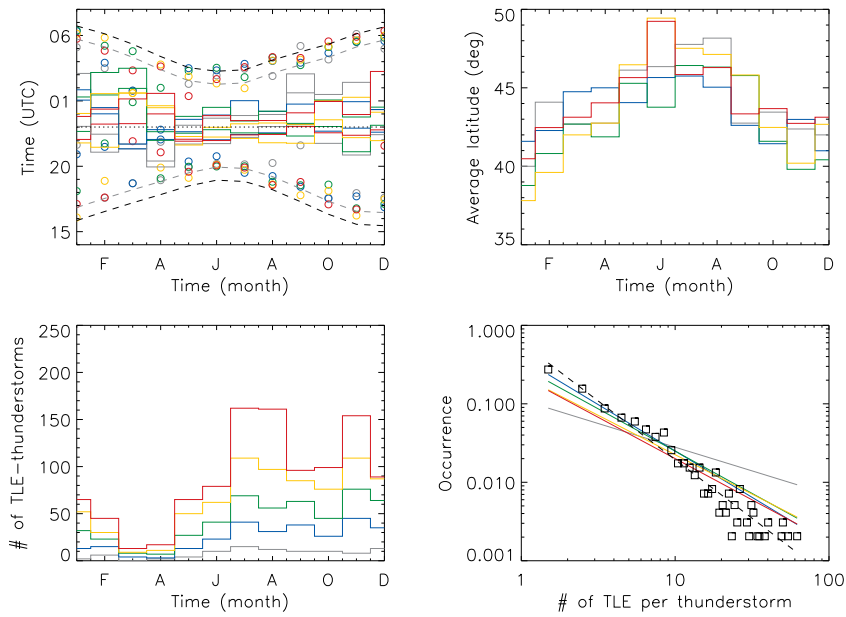 06
01
20
15
Time (UTC)
F A J A O D
Time (month)
50
45
40
35
Average latitude (deg)
F A J A O D
Time (month)
250
200
150
100
50
0
# of TLE-thunderstorms
F A J A O D
Time (month)
1.000
0.100
0.010
0.001
Occurrence
1 10 100
# of TLE per thunderstorm